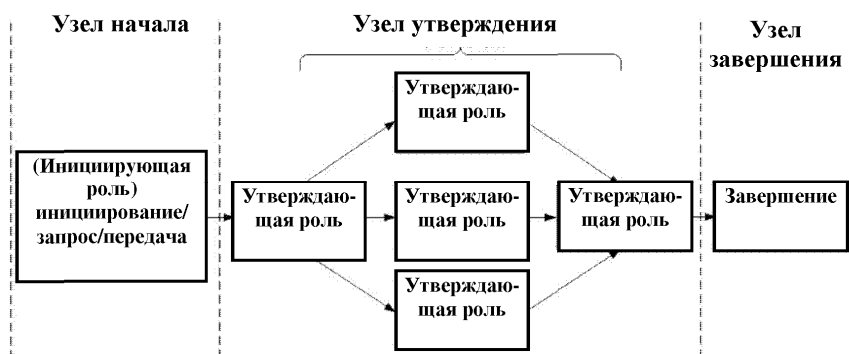 Узел начала
Узел утверждения
Узел
завершения
(Инициирующая
роль)
инициирование/
запрос/передача
Утверждаю-
щая роль
Утверждаю-
щая роль
Утверждаю-
щая роль
Утверждаю-
щая роль
Утверждаю-
щая роль
Завершение